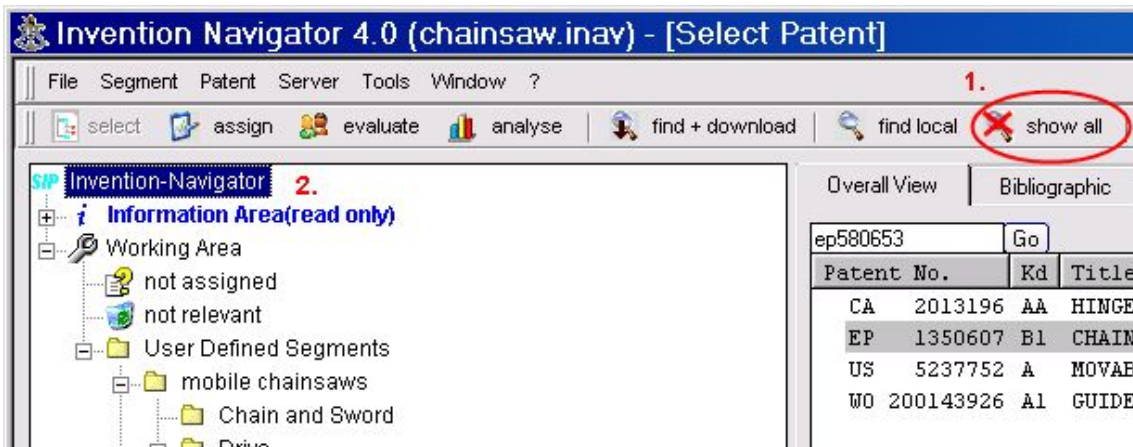 Invention Navigator 4.0 (chainsaw.inav) - [Select Patent]
File Segment Patent Server Tools Window ?
1.
select assign evaluate analyse find + download find local show all
SIP Invention-Navigator 2.
i Information Area(read only)
Working Area
not assigned
not relevant
User Defined Segments
mobile chainsaws
Chain and Sword
Drive
Overall View Bibliographic
ep580653 Go
Patent No. Kd Title
CA 2013196 AA HINGE
EP 1350607 B1 CHAIN
US 5237752 A MOVAB
WO 200143926 A1 GUIDE